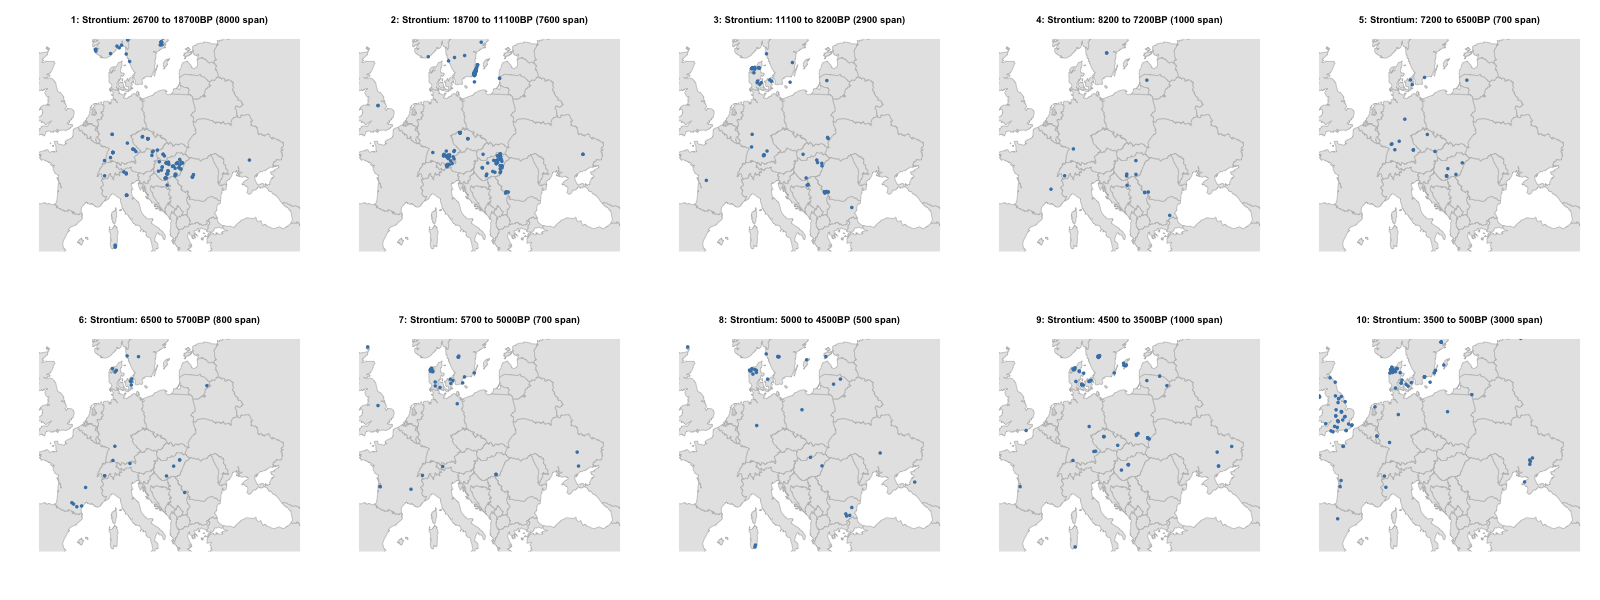 1: Strontium: 26700 to 18700BP (8000 span)
2: Strontium: 18700 to 11100BP (7600 span)
3: Strontium: 11100 to 8200BP (2900 span)
4: Strontium: 8200 to 7200BP (1000 span)
5: Strontium: 7200 to 6500BP (700 span)
6: Strontium: 6500 to 5700BP (800 span)
7: Strontium: 5700 to 5000BP (700 span)
8: Strontium: 5000 to 4500BP (500 span)
9: Strontium: 4500 to 3500BP (1000 span)
10: Strontium: 3500 to 500BP (3000 span)